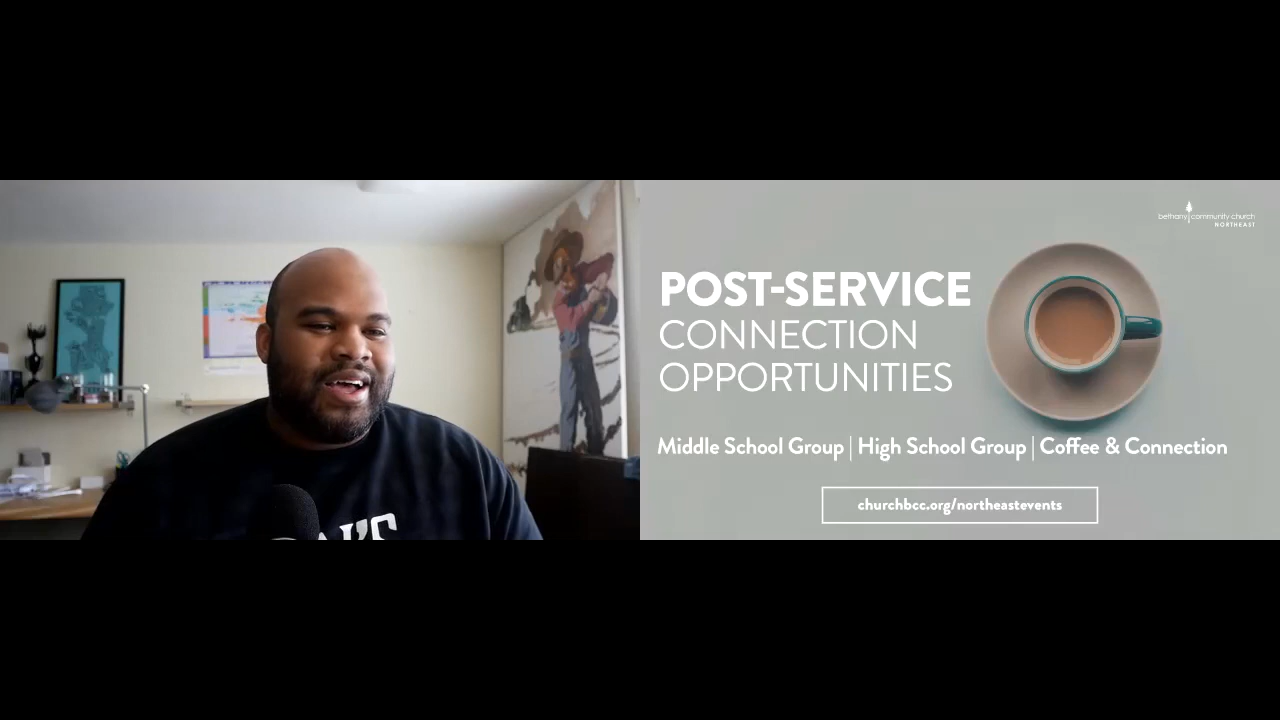 bethany community church
NORTHEAST
POST-SERVICE
CONNECTION
OPPORTUNITIES
Middle School Group | High School Group | Coffee & Connection
churchbcc.org/northeastevents